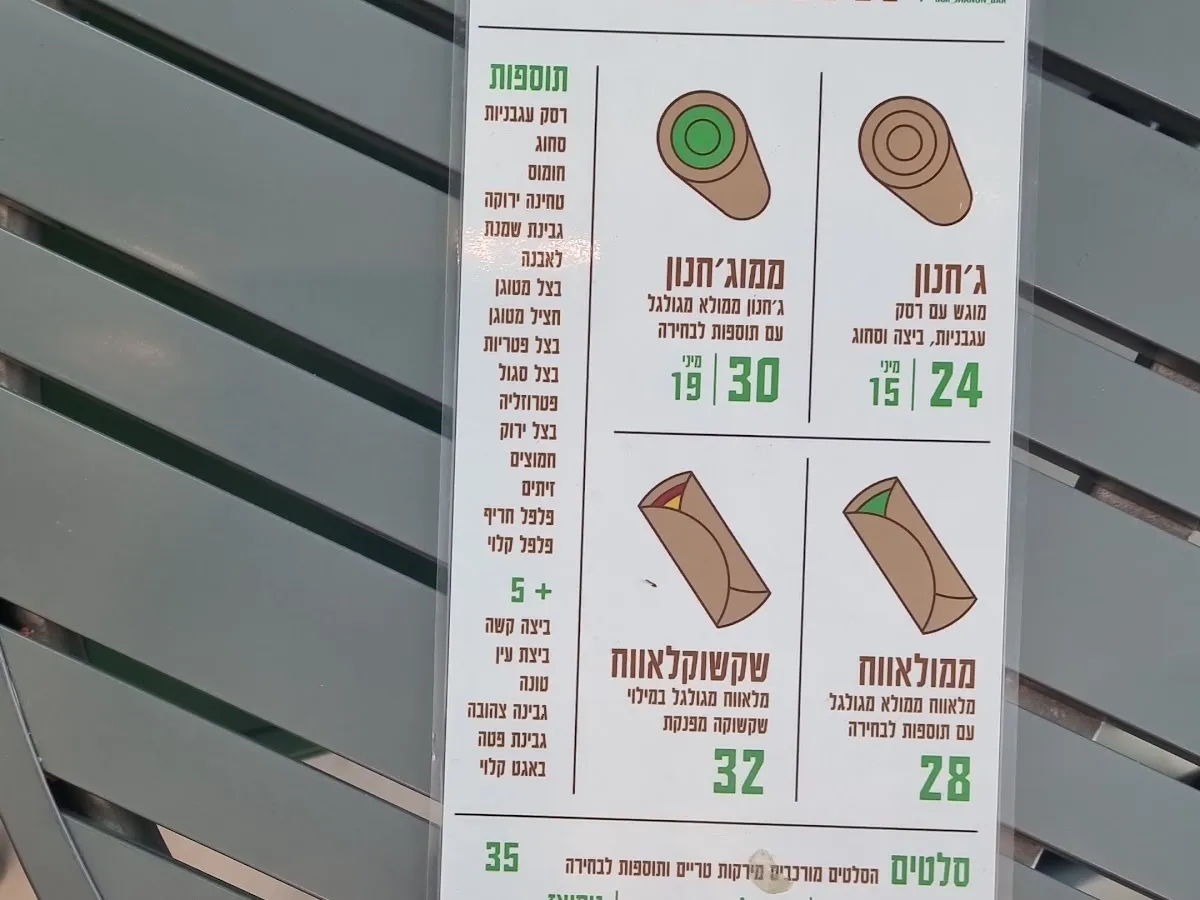 ג׳חנון
מוגש עם רסק
עגבניות, ביצה וסחוג
24 | מיני 15
ממוג׳חנון
ג׳חנון ממולא מגולגל
עם תוספות לבחירה
30 | מיני 19
ממולאווח
מלאווח ממולא מגולגל
עם תוספות לבחירה
28
שקשוקלאווח
מלאווח מגולגל במילוי
שקשוקה מפנקת
32
תוספות
רסק עגבניות
סחוג
חומוס
טחינה ירוקה
גבינת שמנת
לאבנה
בצל מטוגן
חציל מטוגן
בצל פטריות
בצל סגול
פטרוזליה
בצל ירוק
חמוצים
זיתים
פלפל חריף
פלפל קלוי
+ 5
ביצה קשה
ביצת עין
טונה
גבינה צהובה
גבינת פטה
באגט קלוי
סלטים
הסלטים מורכבים מירקות טריים ותוספות לבחירה
35